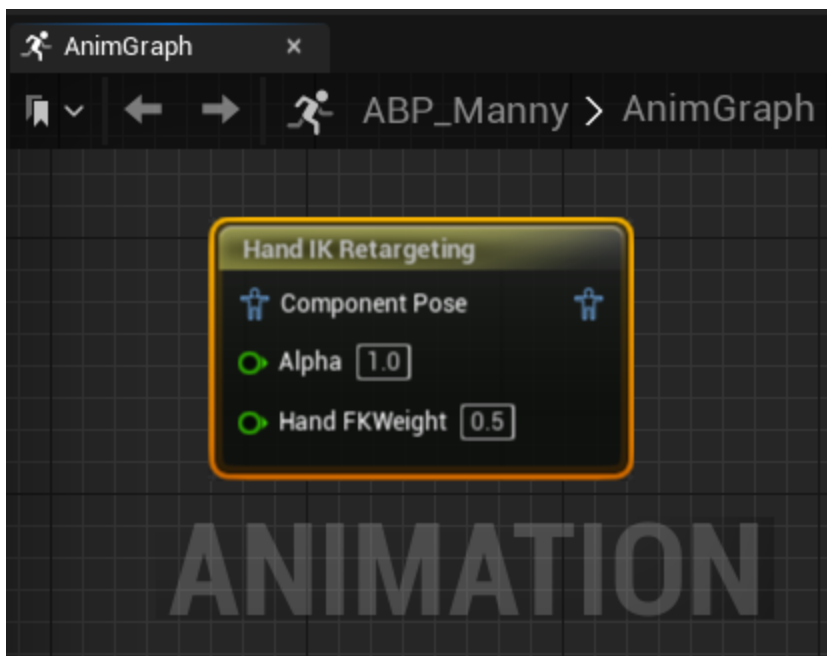 AnimGraph
ABP_Manny > AnimGraph
Hand IK Retargeting
Component Pose
Alpha 1.0
Hand FKWeight 0.5
ANIMATION